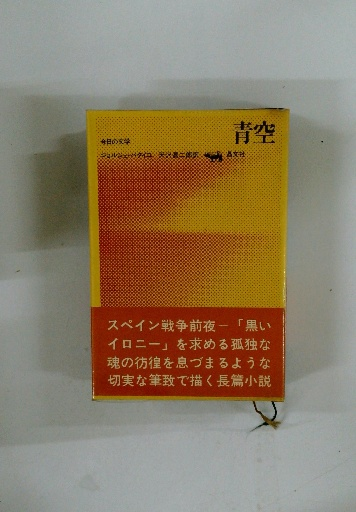 青空
今日の文学
ジョルジュ・バタイユ 天沢退二郎訳 晶文社
スペイン戦争前夜—「黒い
イロニー」を求める孤独な
魂の彷徨を息づまるような
切実な筆致で描く長篇小説